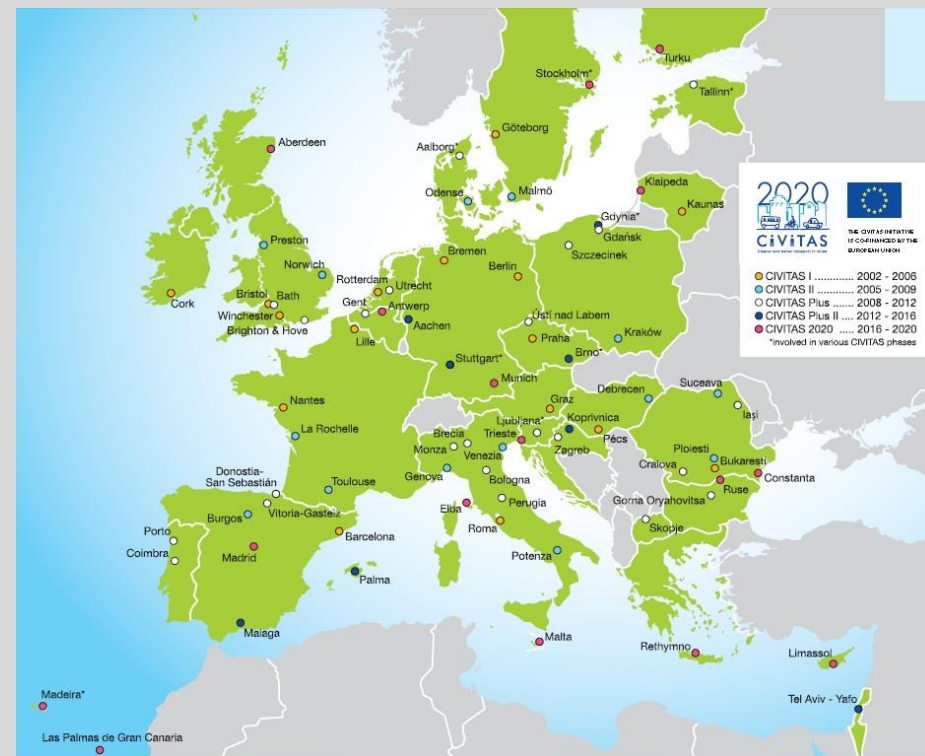 Turku
Stockholm*
Tallinn*
Göteborg
Aberdeen
Aalborg*
Klaipeda
Odense
Malmö
Kaunas
Gdynia*
Gdańsk
Preston
Bremen
Szczecinek
Norwich
Berlin
Rotterdam
Utrecht
Bristol
Bath
Gent
Antwerp
Cork
Winchester
Ústí nad Labem
Brighton & Hove
Aachen
Kraków
Lille
Praha
Stuttgart*
Brno*
Munich
Suceava
Debrecen
Nantes
Graz
Iaşi
Ljubljana*
Koprivnica
La Rochelle
Brecia
Trieste
Pécs
Monza
Venezia
Zagreb
Ploiesti
Bukaresti
Craiova
Donostia-
San Sebastián
Genova
Bologna
Constanta
Toulouse
Ruse
Elba
Perugia
Gorna Oryahovitsa
Vitoria-Gasteiz
Burgos
Roma
Skopje
Porto
Barcelona
Coimbra
Madrid
Potenza
Palma
Malaga
Malta
Rethymno
Limassol
Madeira*
Tel Aviv - Yafo
Las Palmas de Gran Canaria
2020
CiViTAS
THE CIVITAS INITIATIVE
IS CO-FINANCED BY THE
EUROPEAN UNION
CIVITAS I ............. 2002 - 2006
CIVITAS II ............ 2005 - 2009
CIVITAS Plus ....... 2008 - 2012
CIVITAS Plus II .... 2012 - 2016
CIVITAS 2020 ..... 2016 - 2020
*involved in various CIVITAS phases